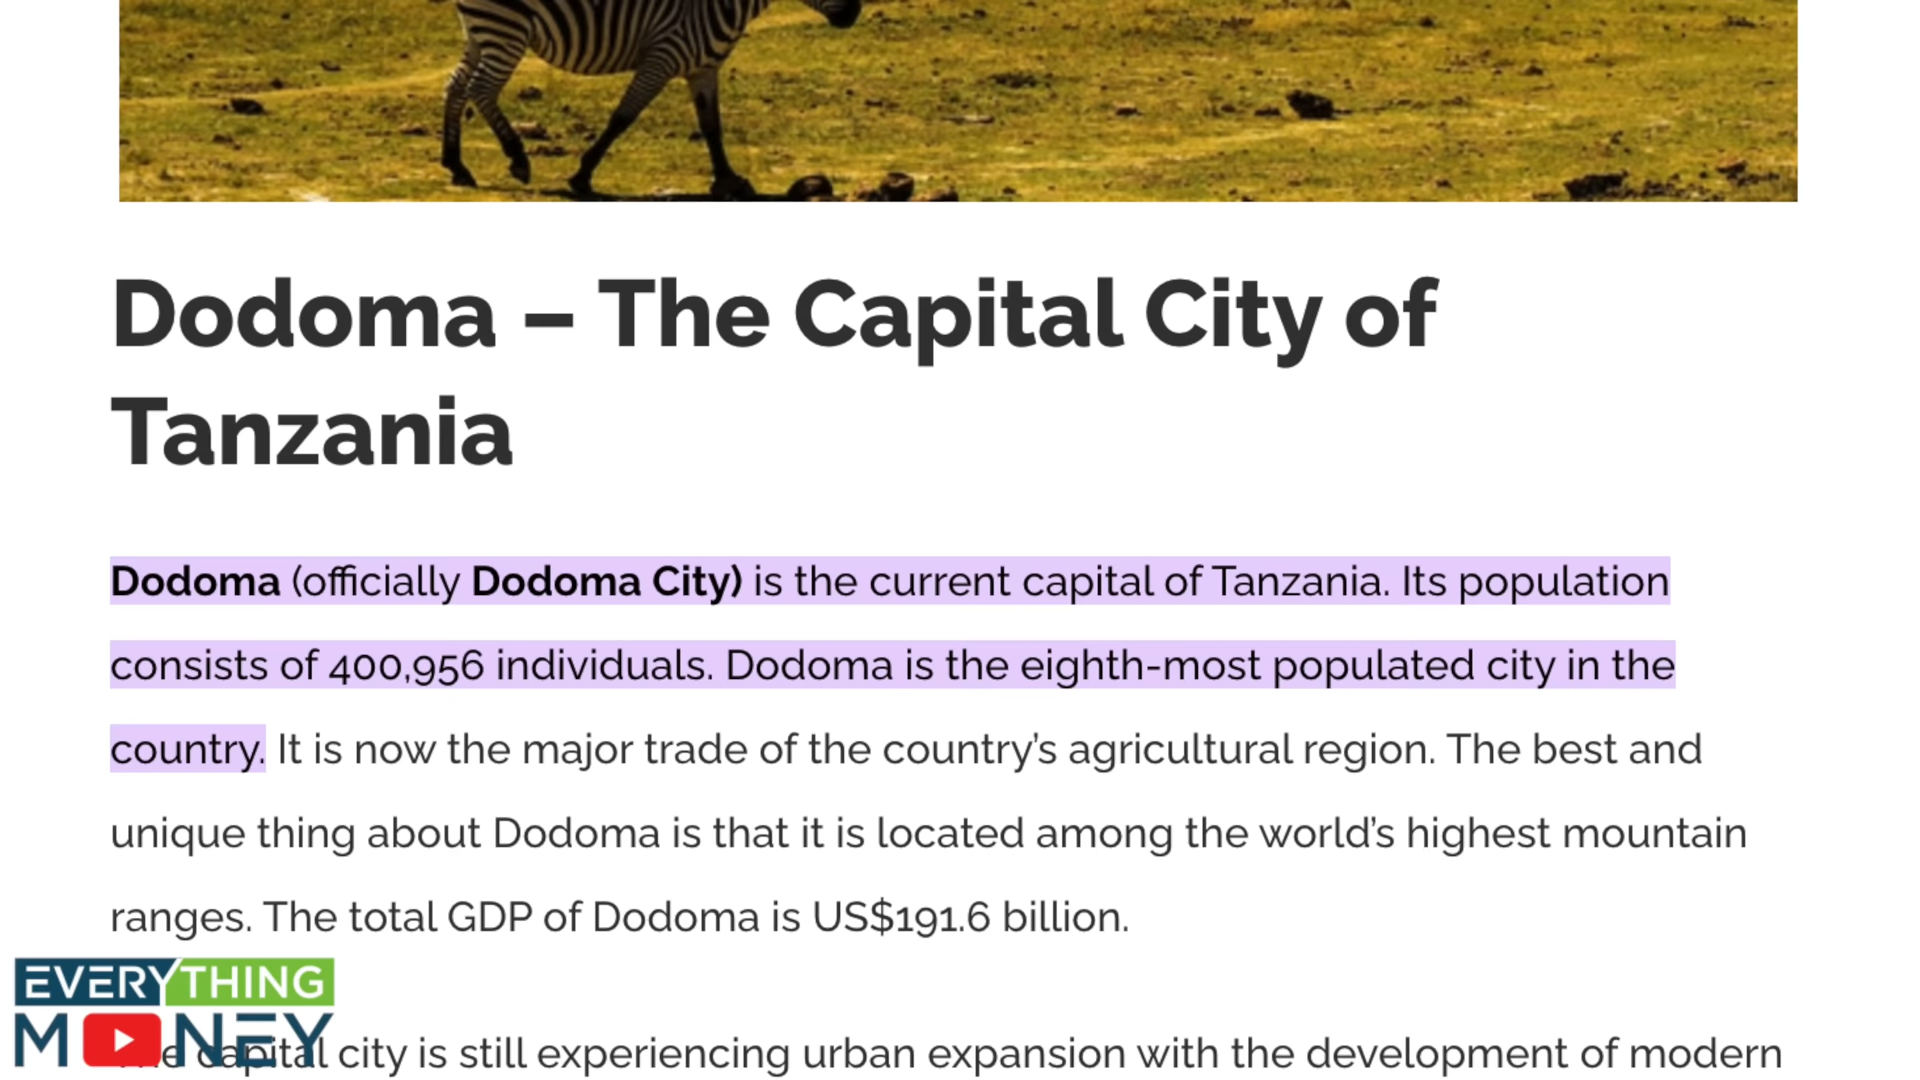 Dodoma – The Capital City of
Tanzania
Dodoma (officially Dodoma City) is the current capital of Tanzania. Its population
consists of 400,956 individuals. Dodoma is the eighth-most populated city in the
country. It is now the major trade of the country’s agricultural region. The best and
unique thing about Dodoma is that it is located among the world’s highest mountain
ranges. The total GDP of Dodoma is US$191.6 billion.
EVERYTHING
MONEY
capital city is still experiencing urban expansion with the development of modern